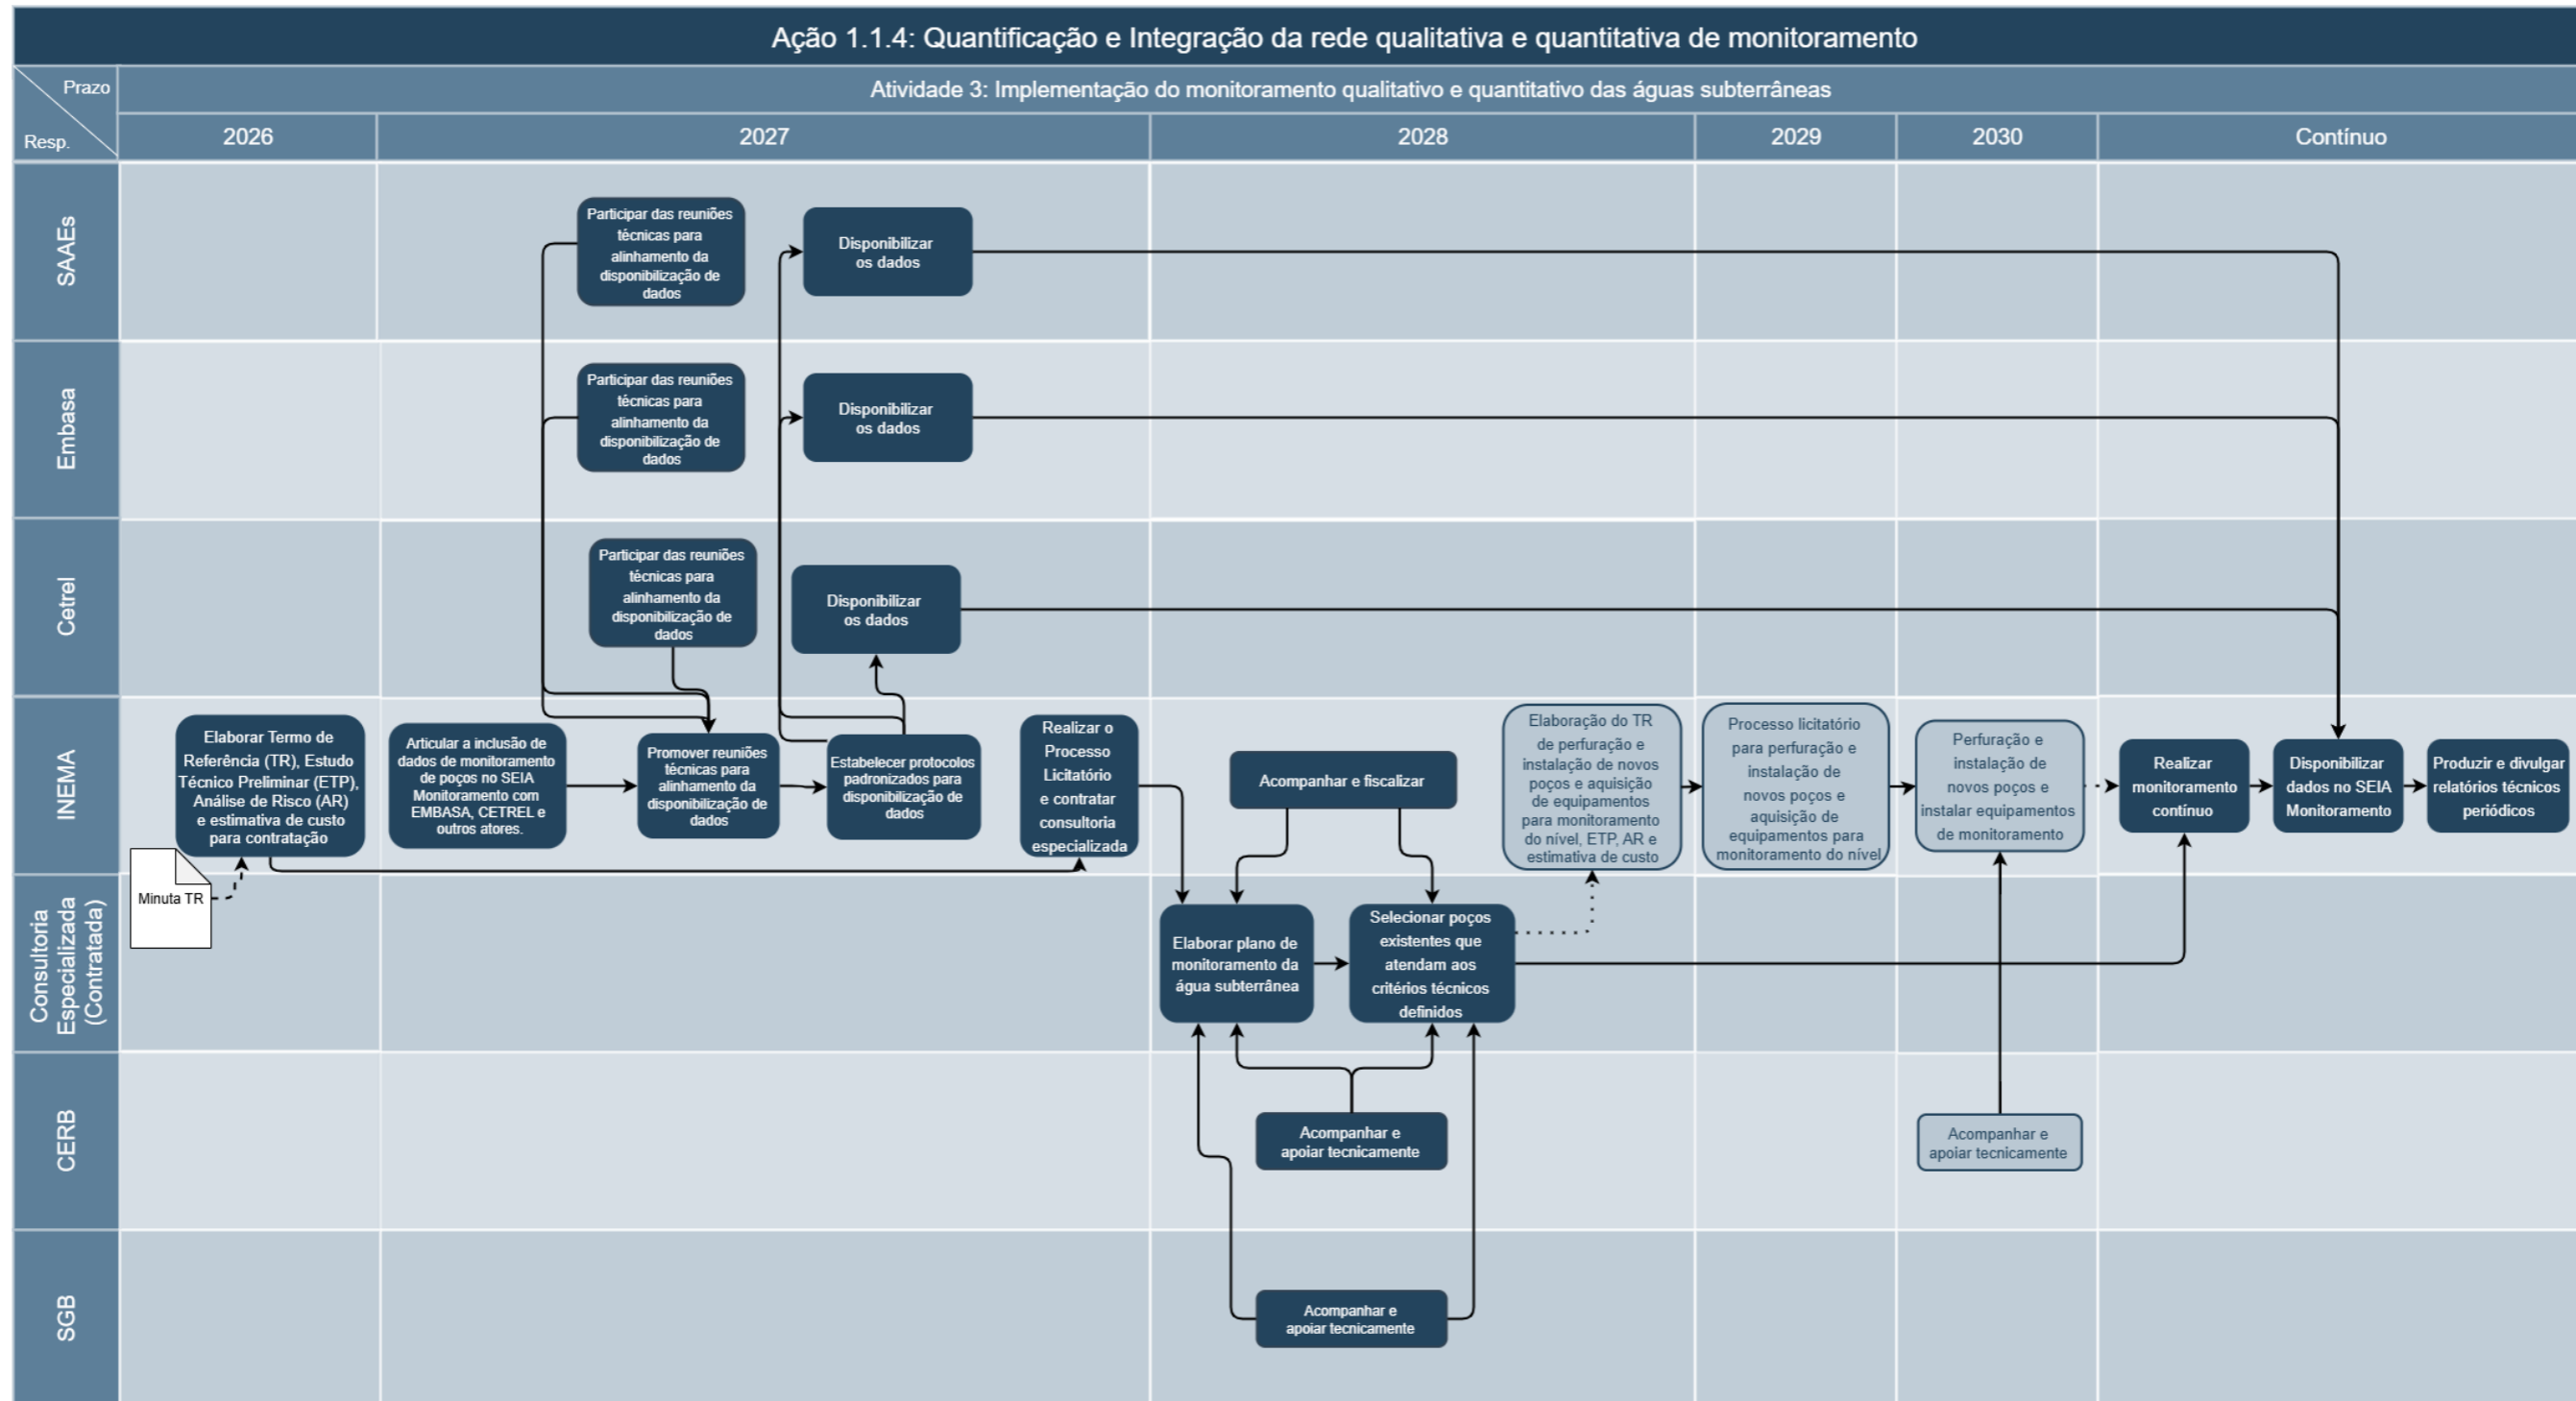 Ação 1.1.4: Quantificação e Integração da rede qualitativa e quantitativa de monitoramento
Prazo
Resp.
Atividade 3: Implementação do monitoramento qualitativo e quantitativo das águas subterrâneas
2026
2027
2028
2029
2030
Contínuo
SAAEs
Participar das reuniões
técnicas para
alinhamento da
disponibilização de
dados
Disponibilizar
os dados
Embasa
Participar das reuniões
técnicas para
alinhamento da
disponibilização de
dados
Disponibilizar
os dados
Cetrel
Participar das reuniões
técnicas para
alinhamento da
disponibilização de
dados
Disponibilizar
os dados
INEMA
Elaborar Termo de
Referência (TR), Estudo
Técnico Preliminar (ETP),
Análise de Risco (AR)
e estimativa de custo
para contratação
Articular a inclusão de
dados de monitoramento
de poços no SEIA
Monitoramento com
EMBASA, CETREL e
outros atores.
Promover reuniões
técnicas para
alinhamento da
disponibilização de
dados
Estabelecer protocolos
padronizados para
disponibilização de
dados
Realizar o
Processo
Licitatório
e contratar
consultoria
especializada
Acompanhar e fiscalizar
Elaboração do TR
de perfuração e
instalação de novos
poços e aquisição
de equipamentos
para monitoramento
do nível, ETP, AR e
estimativa de custo
Processo licitatório
para perfuração e
instalação de
novos poços e
aquisição de
equipamentos para
monitoramento do nível
Perfuração e
instalação de
novos poços e
instalar equipamentos
de monitoramento
Realizar
monitoramento
contínuo
Disponibilizar
dados no SEIA
Monitoramento
Produzir e divulgar
relatórios técnicos
periódicos
Minuta TR
Consultoria
Especializada
(Contratada)
Elaborar plano de
monitoramento da
água subterrânea
Selecionar poços
existentes que
atendam aos
critérios técnicos
definidos
CERB
Acompanhar e
apoiar tecnicamente
Acompanhar e
apoiar tecnicamente
SGB
Acompanhar e
apoiar tecnicamente